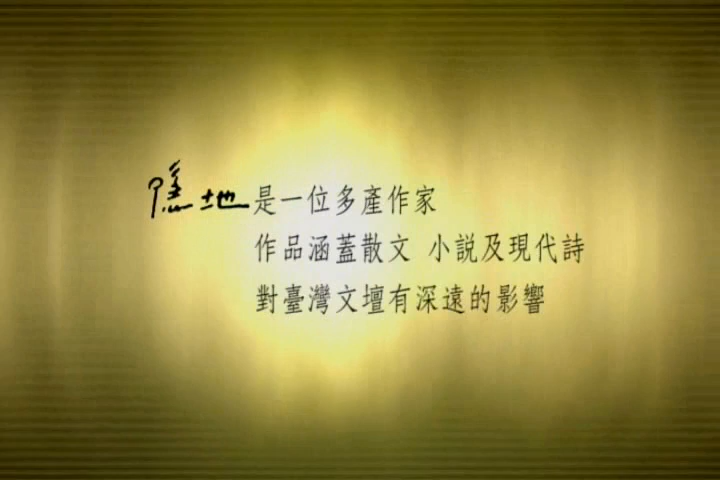 隱地是一位多產作家
作品涵蓋散文 小説及現代詩
對臺灣文壇有深遠的影響